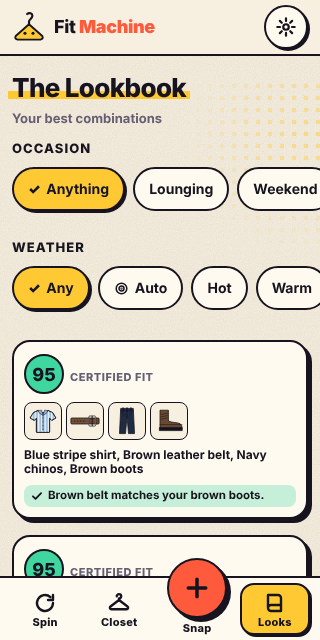 Fit Machine
The Lookbook
Your best combinations
OCCASION
Anything
Lounging
Weekend
WEATHER
Any
Auto
Hot
Warm
95
CERTIFIED FIT
Blue stripe shirt, Brown leather belt, Navy
chinos, Brown boots
Brown belt matches your brown boots.
95
CERTIFIED FIT
Spin
Closet
Snap
Looks